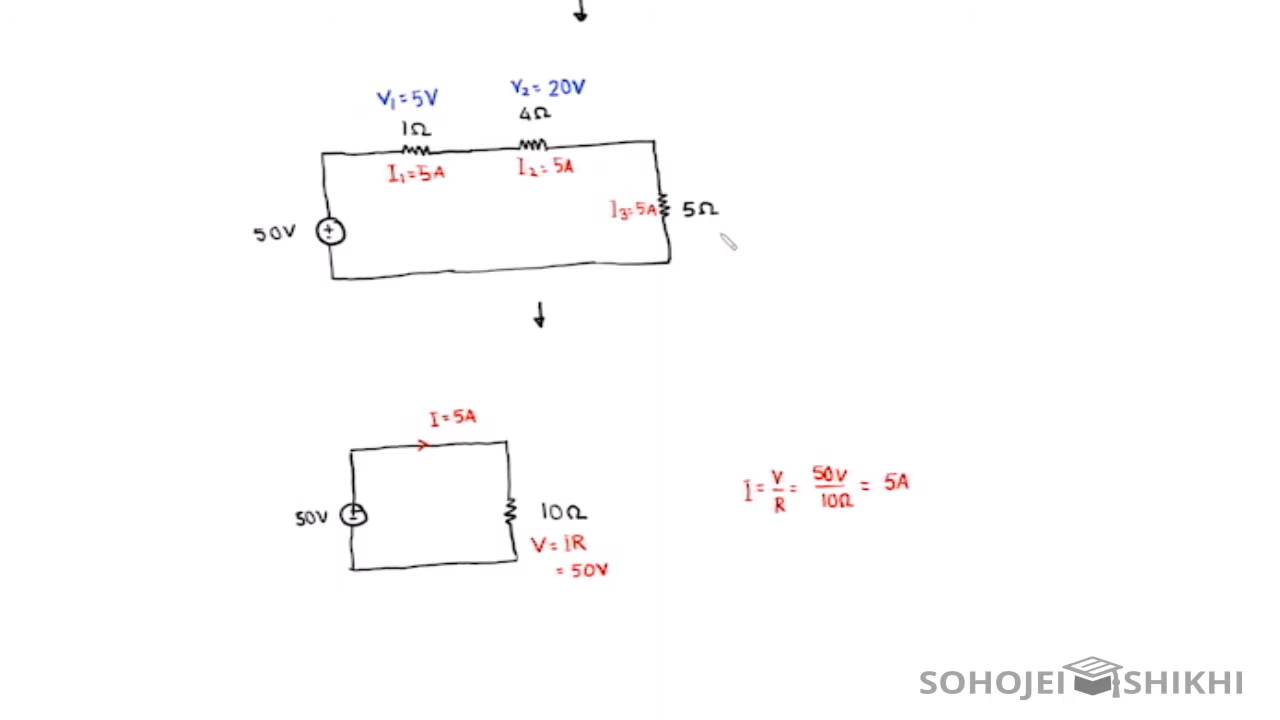 V₁=5V
V₂= 20V
1Ω
4Ω
I₁=5A
I₂= 5A
I₃=5A
5Ω
50V
I=5A
50V
10Ω
V= IR
= 50V
I= V/R = 50V/10Ω = 5A
SOHOJEI SHIKHI